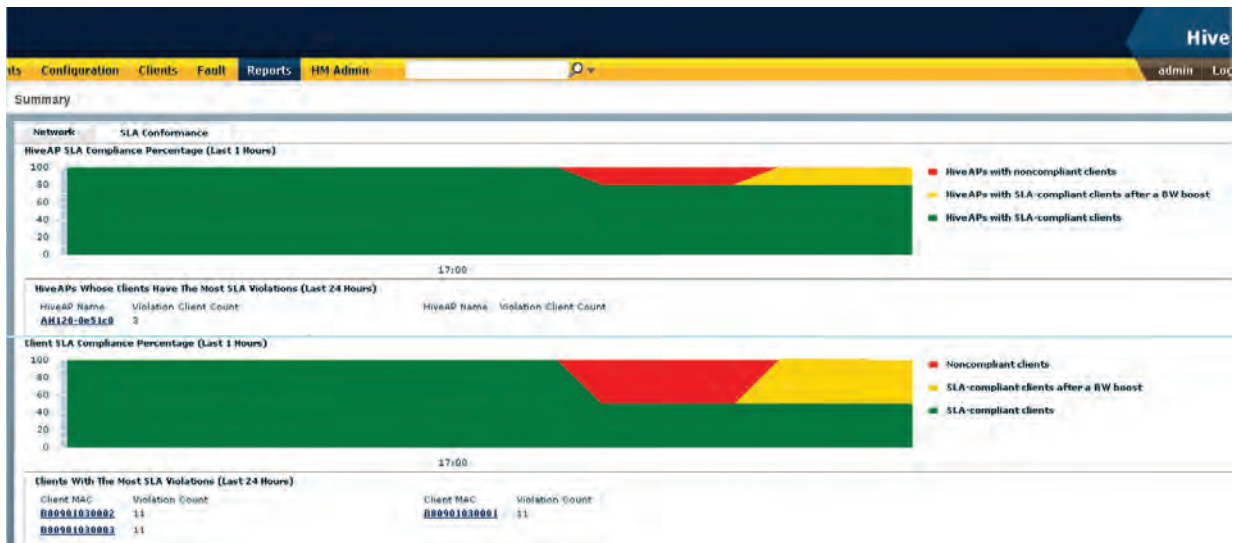 Hive
nts Configuration Clients Fault Reports HM Admin
admin Log
Summary
Network SLA Conformance
HiveAP SLA Compliance Percentage (Last 1 Hours)
100
80
60
40
20
0
17:00
HiveAPs with noncompliant clients
HiveAPs with SLA-compliant clients after a BW boost
HiveAPs with SLA-compliant clients
HiveAPs Whose Clients Have The Most SLA Violations (Last 24 Hours)
HiveAP Name Violation Client Count HiveAP Name Violation Client Count
AH120-0e51c0 3
Client SLA Compliance Percentage (Last 1 Hours)
100
80
60
40
20
0
17:00
Noncompliant clients
SLA-compliant clients after a BW boost
SLA-compliant clients
Clients With The Most SLA Violations (Last 24 Hours)
Client MAC Violation Count Client MAC Violation Count
B80901030002 11 B80901030001 11
B80901030003 11